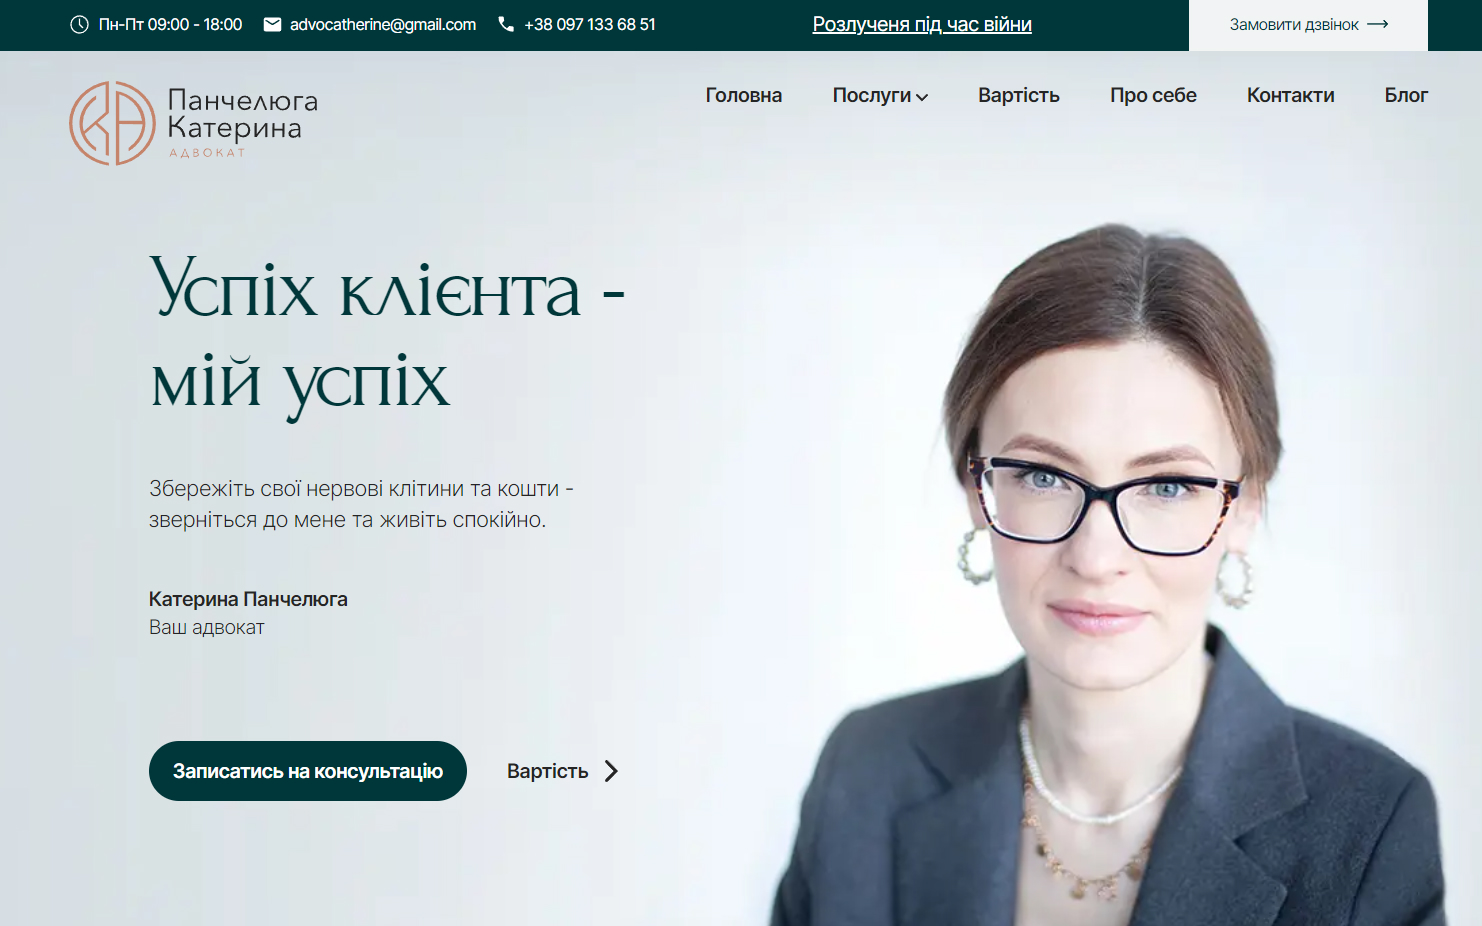 Пн-Пт 09:00 - 18:00 advocatherine@gmail.com +38 097 133 68 51 Розлученя під час війни Замовити дзвінок
Панчелюга
Катерина
АДВОКАТ
Головна Послуги Вартість Про себе Контакти Блог
Успіх клієнта -
мій успіх
Збережіть свої нервові клітини та кошти -
зверніться до мене та живіть спокійно.
Катерина Панчелюга
Ваш адвокат
Записатись на консультацію Вартість